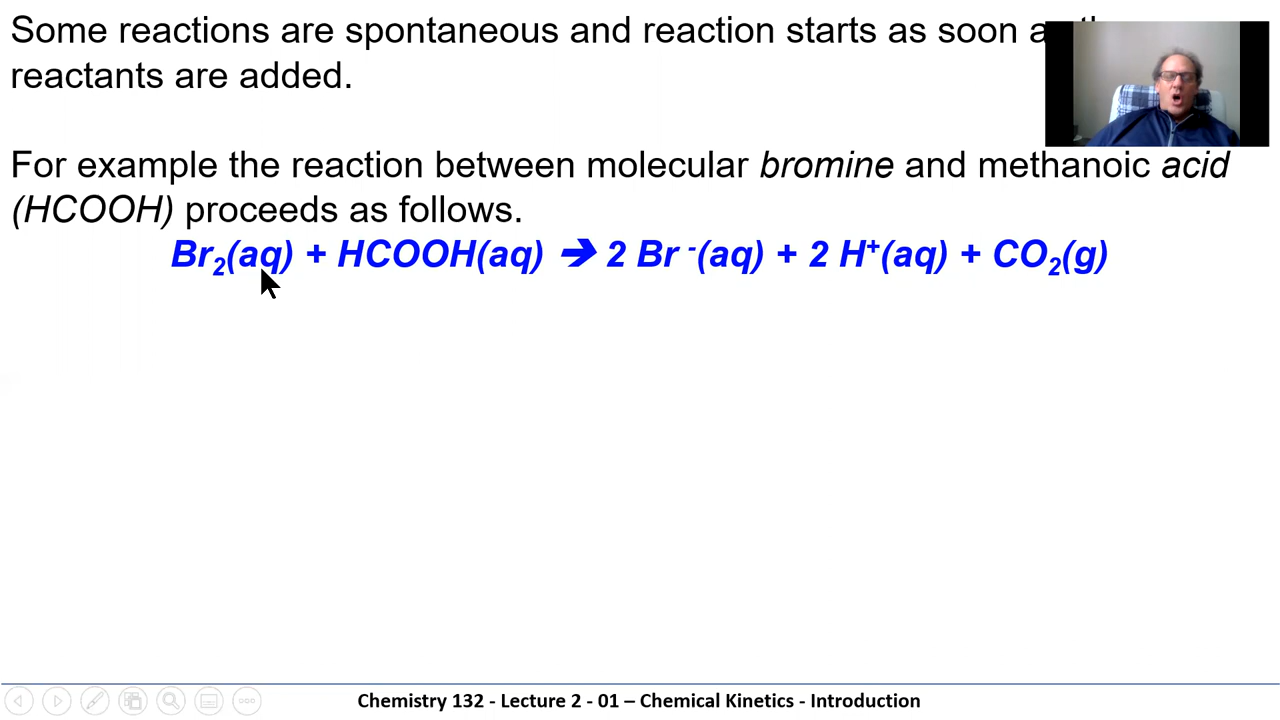 Some reactions are spontaneous and reaction starts as soon
reactants are added.
For example the reaction between molecular bromine and methanoic acid
(HCOOH) proceeds as follows.
Br₂(aq) + HCOOH(aq) 🡺 2 Br ⁻(aq) + 2 H⁺(aq) + CO₂(g)
Chemistry 132 - Lecture 2 - 01 – Chemical Kinetics - Introduction